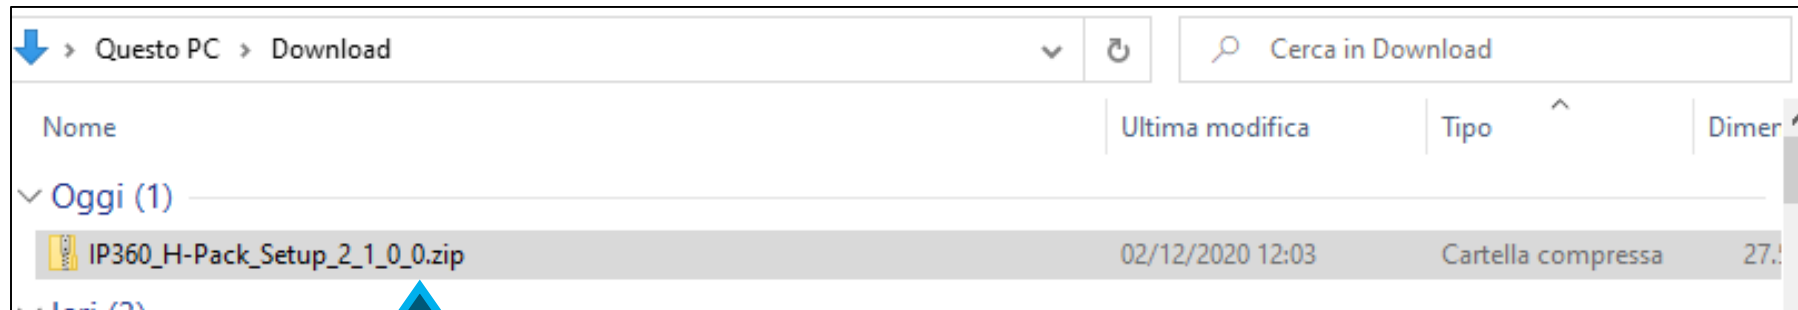 Questo PC > Download
Cerca in Download
Nome
Ultima modifica
Tipo
Oggi (1)
IP360_H-Pack_Setup_2_1_0_0.zip
02/12/2020 12:03
Cartella compressa